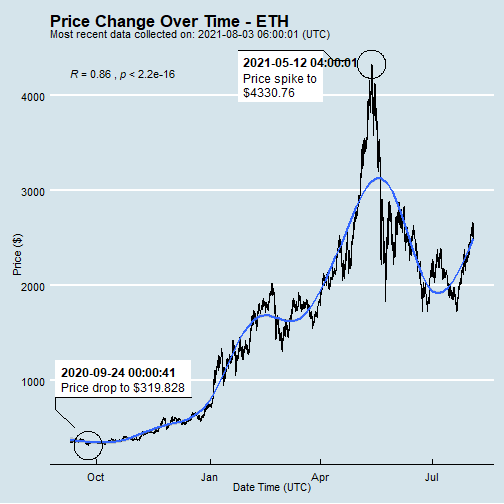 Price Change Over Time - ETH
Most recent data collected on: 2021-08-03 06:00:01 (UTC)
R = 0.86 , p < 2.2e-16
2021-05-12 04:00:01
Price spike to
$4330.76
4000
3000
2000
1000
Price ($)
2020-09-24 00:00:41
Price drop to $319.828
Oct
Jan
Apr
Jul
Date Time (UTC)